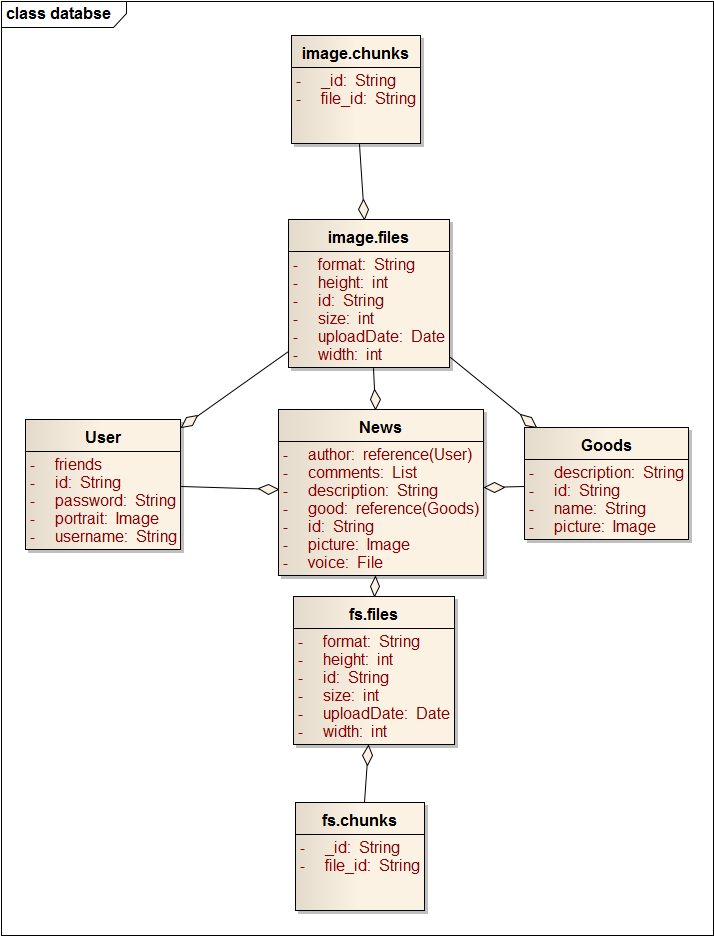 class databse
image.chunks
- _id: String
- file_id: String
image.files
- format: String
- height: int
- id: String
- size: int
- uploadDate: Date
- width: int
User
- friends
- id: String
- password: String
- portrait: Image
- username: String
News
- author: reference(User)
- comments: List
- description: String
- good: reference(Goods)
- id: String
- picture: Image
- voice: File
Goods
- description: String
- id: String
- name: String
- picture: Image
fs.files
- format: String
- height: int
- id: String
- size: int
- uploadDate: Date
- width: int
fs.chunks
- _id: String
- file_id: String